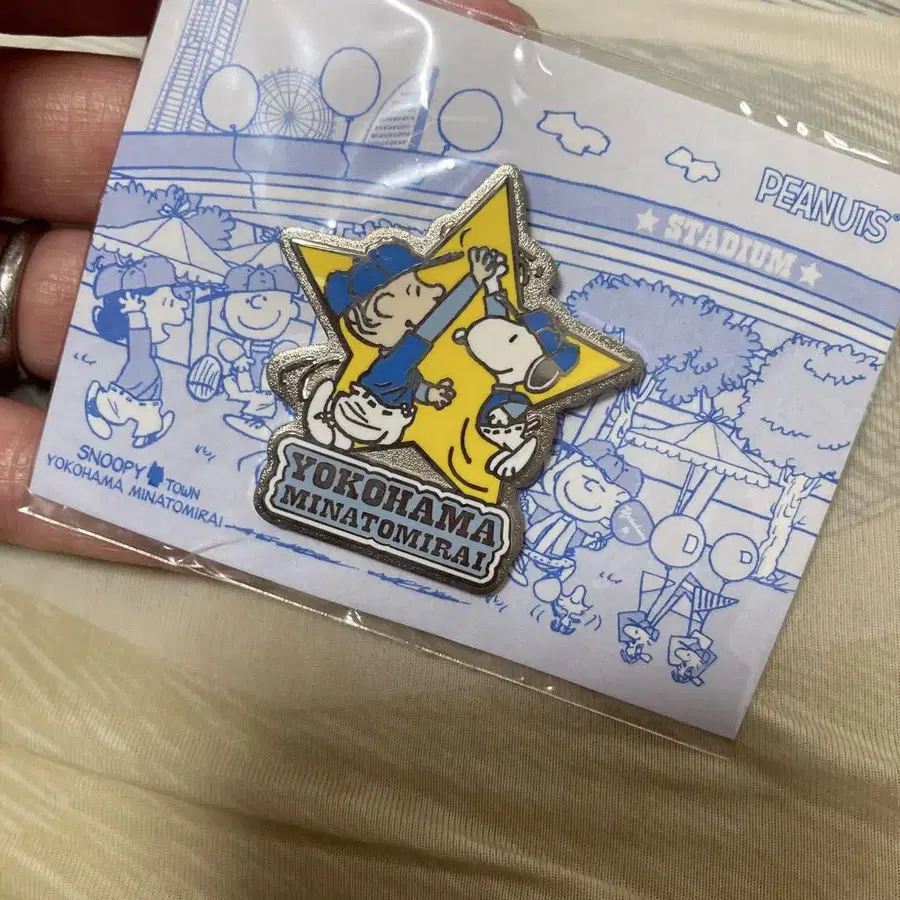 PEANUTS®
★ STADIUM ★
YOKOHAMA
MINATOMIRAI
SNOOPY TOWN
YOKOHAMA MINATOMIRAI